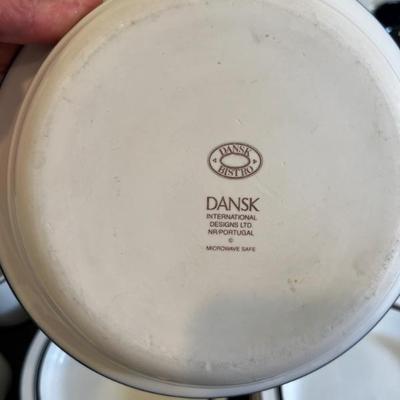 DANSK
BISTRO
DANSK
INTERNATIONAL
DESIGNS LTD.
NR/PORTUGAL
©
MICROWAVE SAFE